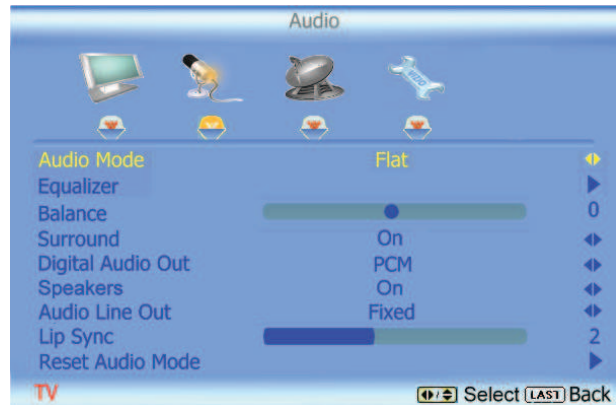 Audio
VIZIO
Audio Mode Flat
Equalizer
Balance 0
Surround On
Digital Audio Out PCM
Speakers On
Audio Line Out Fixed
Lip Sync 2
Reset Audio Mode
TV Select LAST Back